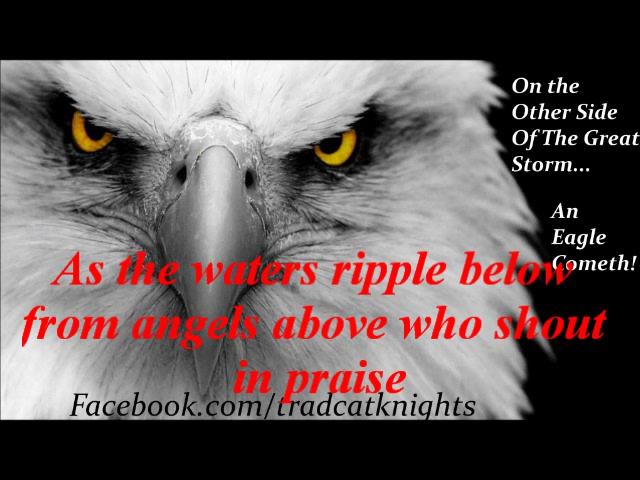 On the
Other Side
Of The Great
Storm...
An
Eagle
Cometh!
As the waters ripple below
from angels above who shout
in praise
Facebook.com/tradcatknights